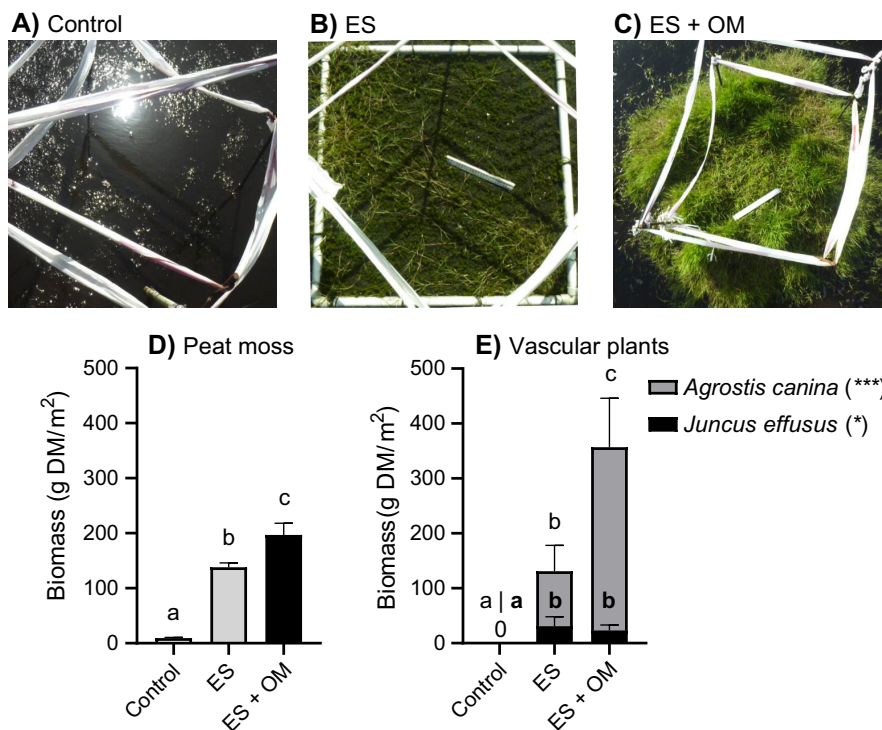 A) Control
B) ES
C) ES + OM
D) Peat moss
500
400
300
200
100
0
Biomass (g DM/m²)
a
b
c
Control
ES
ES + OM
E) Vascular plants
500
400
300
200
100
0
Biomass(g DM/m²)
c
b
a | a
b
b
0
Control
ES
ES + OM
Agrostis canina (***)
Juncus effusus (*)